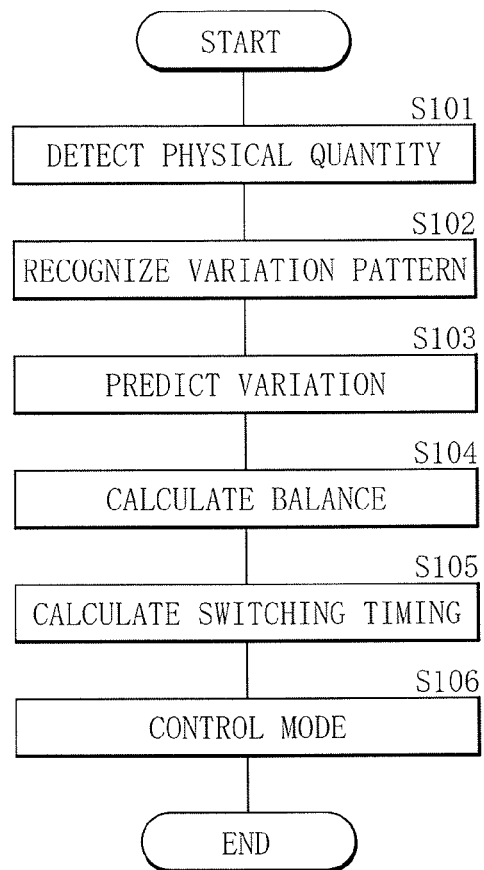 START
S101
DETECT PHYSICAL QUANTITY
S102
RECOGNIZE VARIATION PATTERN
S103
PREDICT VARIATION
S104
CALCULATE BALANCE
S105
CALCULATE SWITCHING TIMING
S106
CONTROL MODE
END